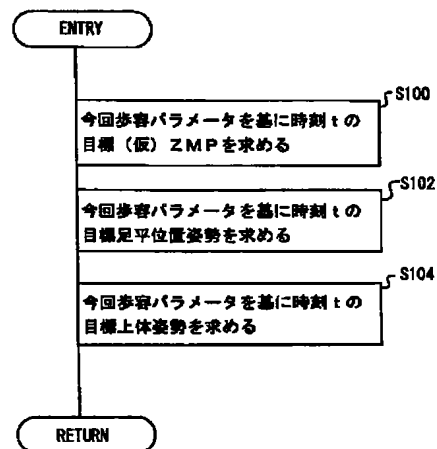 ENTRY
S100
今回歩容パラメータを基に時刻tの
目標(仮)ZMPを求める
S102
今回歩容パラメータを基に時刻tの
目標足平位置姿勢を求める
S104
今回歩容パラメータを基に時刻tの
目標上体姿勢を求める
RETURN